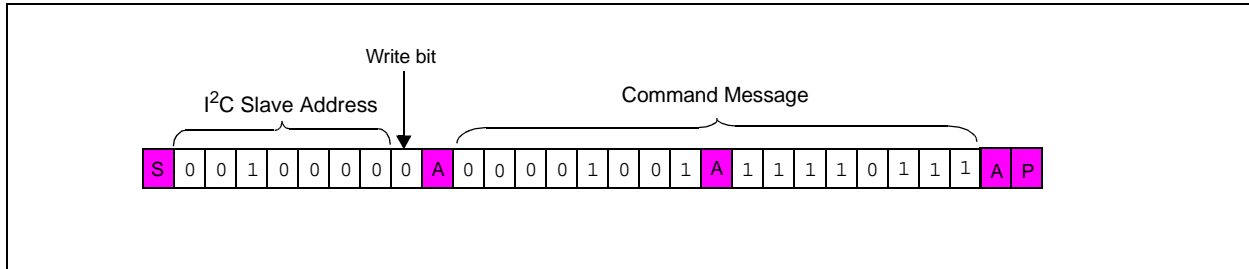 Write bit
I²C Slave Address
Command Message
S 0 0 1 0 0 0 0 0 A 0 0 0 0 1 0 0 1 A 1 1 1 1 0 1 1 1 A P